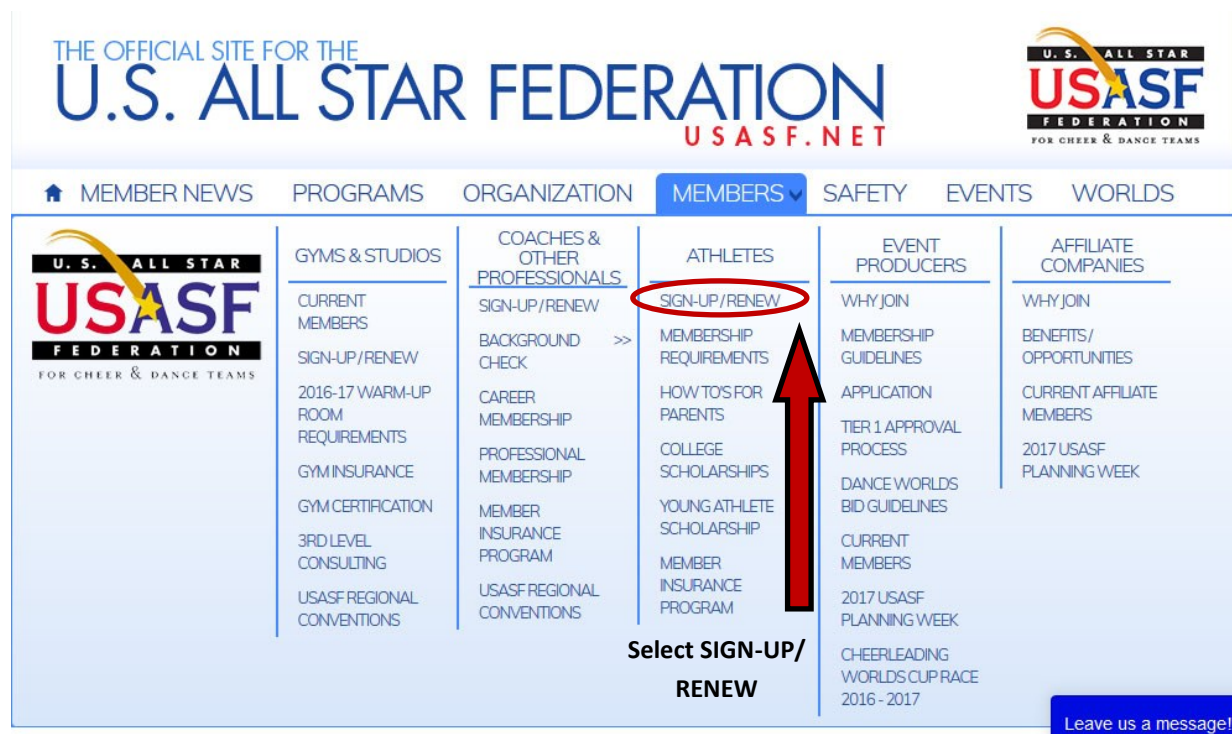 THE OFFICIAL SITE FOR THE
U.S. ALL STAR FEDERATION
USASF.NET
U. S. ALL STAR
USASF
FEDERATION
FOR CHEER & DANCE TEAMS
MEMBER NEWS
PROGRAMS
ORGANIZATION
MEMBERS
SAFETY
EVENTS
WORLDS
U. S. ALL STAR
USASF
FEDERATION
FOR CHEER & DANCE TEAMS
GYMS & STUDIOS
CURRENT
MEMBERS
SIGN-UP/RENEW
2016-17 WARM-UP
ROOM
REQUIREMENTS
GYM INSURANCE
GYM CERTIFICATION
3RD LEVEL
CONSULTING
USASF REGIONAL
CONVENTIONS
COACHES &
OTHER
PROFESSIONALS
SIGN-UP/RENEW
BACKGROUND >>
CHECK
CAREER
MEMBERSHIP
PROFESSIONAL
MEMBERSHIP
MEMBER
INSURANCE
PROGRAM
USASF REGIONAL
CONVENTIONS
ATHLETES
SIGN-UP/RENEW
MEMBERSHIP
REQUIREMENTS
HOW TO'S FOR
PARENTS
COLLEGE
SCHOLARSHIPS
YOUNG ATHLETE
SCHOLARSHIP
MEMBER
INSURANCE
PROGRAM
Select SIGN-UP/
RENEW
EVENT
PRODUCERS
WHY JOIN
MEMBERSHIP
GUIDELINES
APPLICATION
TIER 1 APPROVAL
PROCESS
DANCE WORLDS
BID GUIDELINES
CURRENT
MEMBERS
2017 USASF
PLANNING WEEK
CHEERLEADING
WORLDS CUP RACE
2016 - 2017
AFFILIATE
COMPANIES
WHY JOIN
BENEFITS/
OPPORTUNITIES
CURRENT AFFILIATE
MEMBERS
2017 USASF
PLANNING WEEK
Leave us a message!